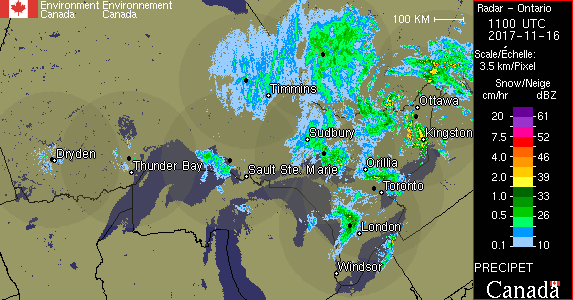 Environment Environnement
Canada Canada
100 KM
Timmins
Ottawa
Sudbury
Kingston
Dryden
Thunder Bay
Sault Ste. Marie
Orillia
Toronto
London
Windsor
Radar - Ontario
1100 UTC
2017-11-16
Scale/Échelle:
3.5 km/Pixel
Snow/Neige
cm/hr dBZ
20 61
7.5 52
4.0 46
2.0 39
1.0 33
0.5 26
0.1 10
PRECIPET
Canada